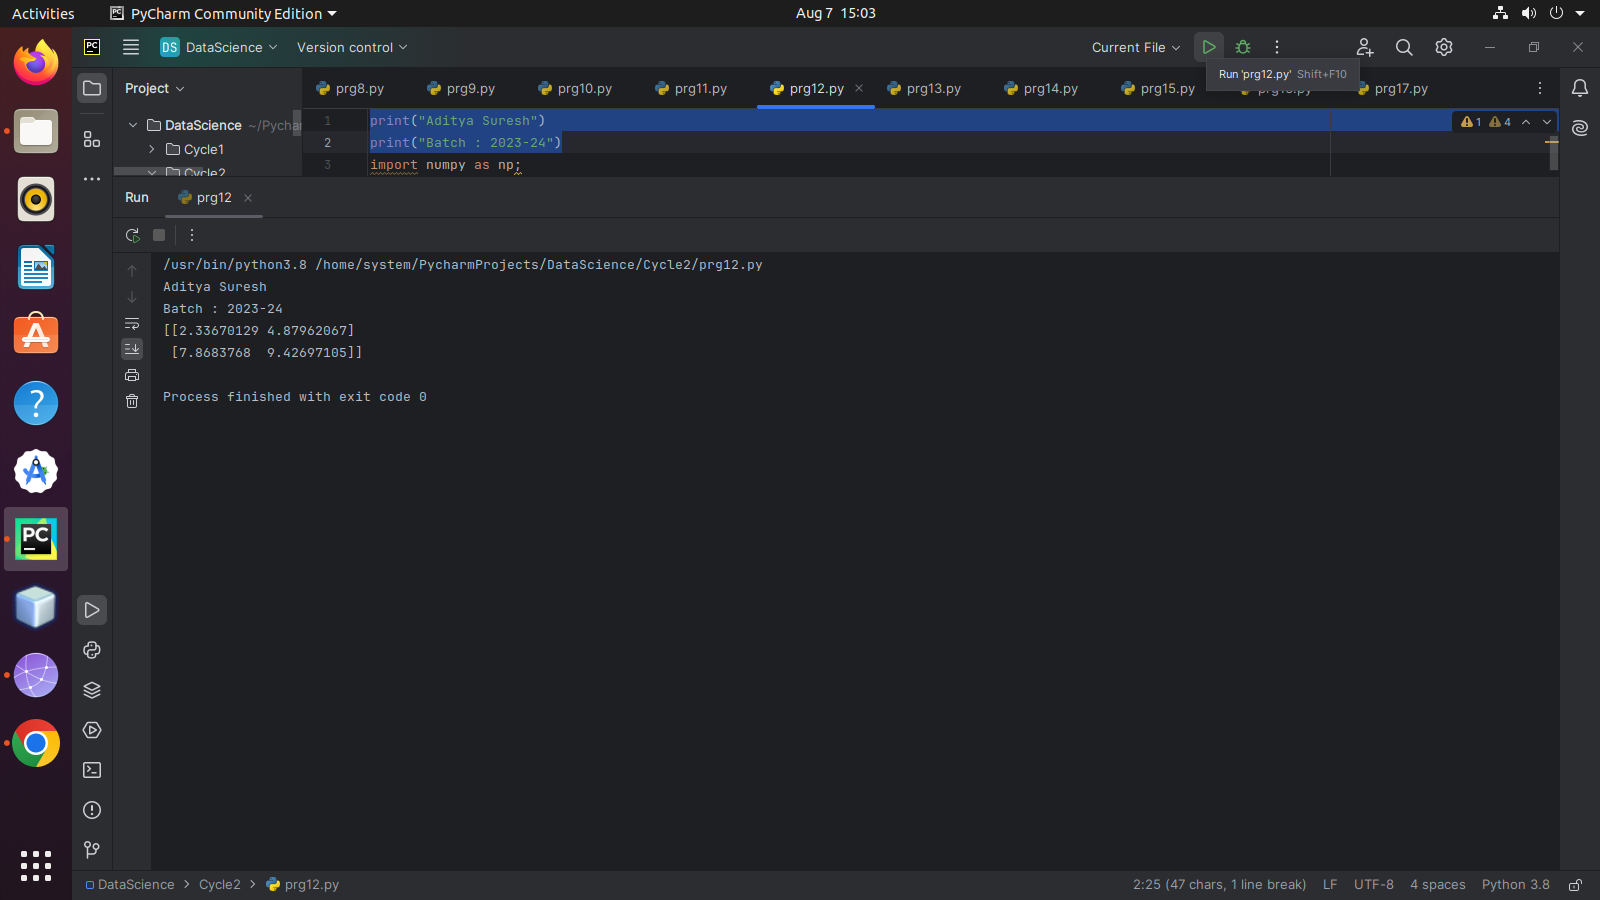 Activities PyCharm Community Edition Aug 7 15:03
PC DS DataScience Version control Current File
Run 'prg12.py' Shift+F10
Project prg8.py prg9.py prg10.py prg11.py prg12.py prg13.py prg14.py prg15.py prg17.py
DataScience ~/Pychar
Cycle1
Cycle2
1 print("Aditya Suresh") 1 4
2 print("Batch : 2023-24")
3 import numpy as np;
Run prg12
/usr/bin/python3.8 /home/system/PycharmProjects/DataScience/Cycle2/prg12.py
Aditya Suresh
Batch : 2023-24
[[2.33670129 4.87962067]
[7.8683768 9.42697105]]
Process finished with exit code 0
PC
DataScience Cycle2 prg12.py 2:25 (47 chars, 1 line break) LF UTF-8 4 spaces Python 3.8